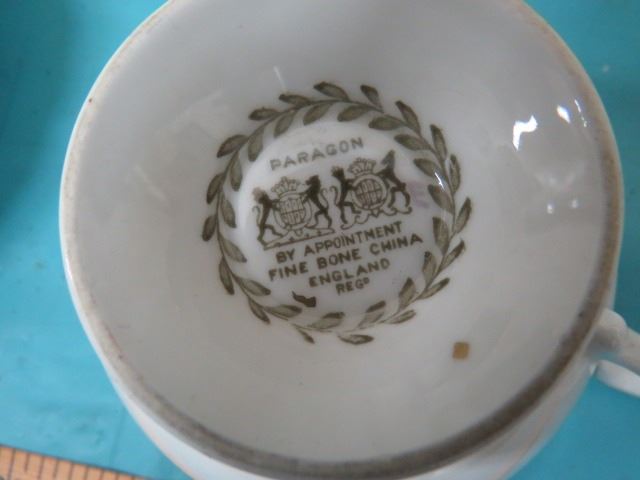 PARAGON
BY APPOINTMENT
FINE BONE CHINA
ENGLAND
REGD